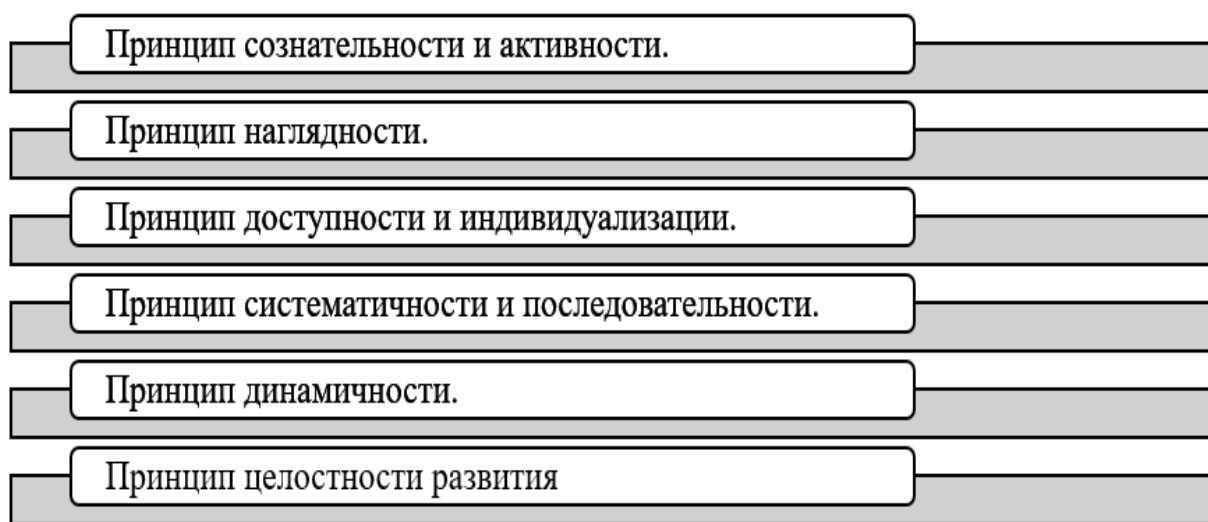 Принцип сознательности и активности.
Принцип наглядности.
Принцип доступности и индивидуализации.
Принцип систематичности и последовательности.
Принцип динамичности.
Принцип целостности развития